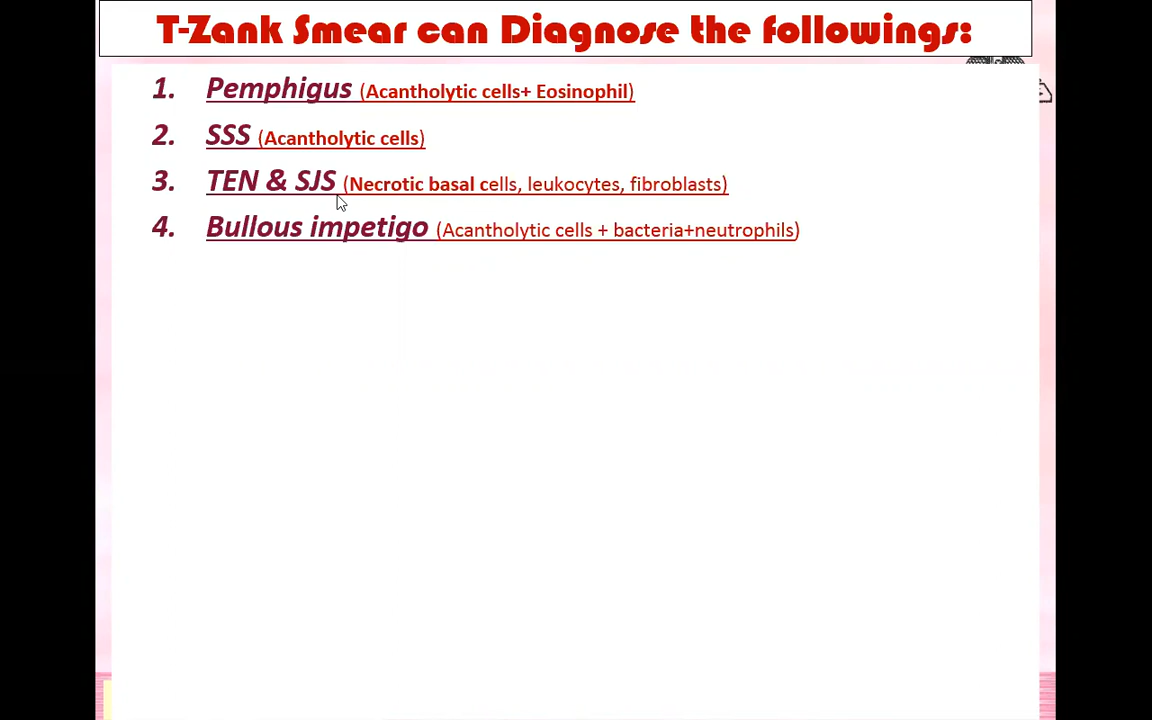 T-Zank Smear can Diagnose the followings:
1. Pemphigus (Acantholytic cells+ Eosinophil)
2. SSS (Acantholytic cells)
3. TEN & SJS (Necrotic basal cells, leukocytes, fibroblasts)
4. Bullous impetigo (Acantholytic cells + bacteria+neutrophils)